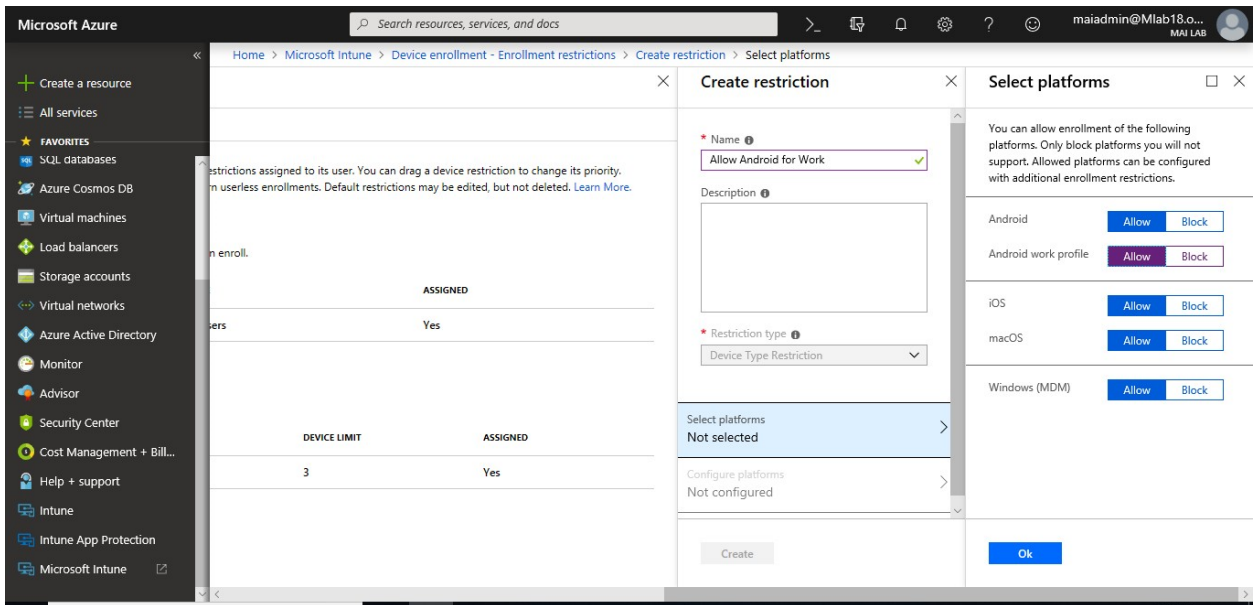 Microsoft Azure
Search resources, services, and docs
maiadmin@Mlab18.o...
MAI LAB
Home > Microsoft Intune > Device enrollment - Enrollment restrictions > Create restriction > Select platforms
Create a resource
All services
FAVORITES
SQL databases
Azure Cosmos DB
Virtual machines
Load balancers
Storage accounts
Virtual networks
Azure Active Directory
Monitor
Advisor
Security Center
Cost Management + Bill...
Help + support
Intune
Intune App Protection
Microsoft Intune
estrictions assigned to its user. You can drag a device restriction to change its priority.
n userless enrollments. Default restrictions may be edited, but not deleted. Learn More.
n enroll.
ASSIGNED
sers Yes
DEVICE LIMIT ASSIGNED
3 Yes
Create restriction
* Name
Allow Android for Work
Description
* Restriction type
Device Type Restriction
Select platforms
Not selected
Configure platforms
Not configured
Create
Select platforms
You can allow enrollment of the following
platforms. Only block platforms you will not
support. Allowed platforms can be configured
with additional enrollment restrictions.
Android Allow Block
Android work profile Allow Block
iOS Allow Block
macOS Allow Block
Windows (MDM) Allow Block
Ok